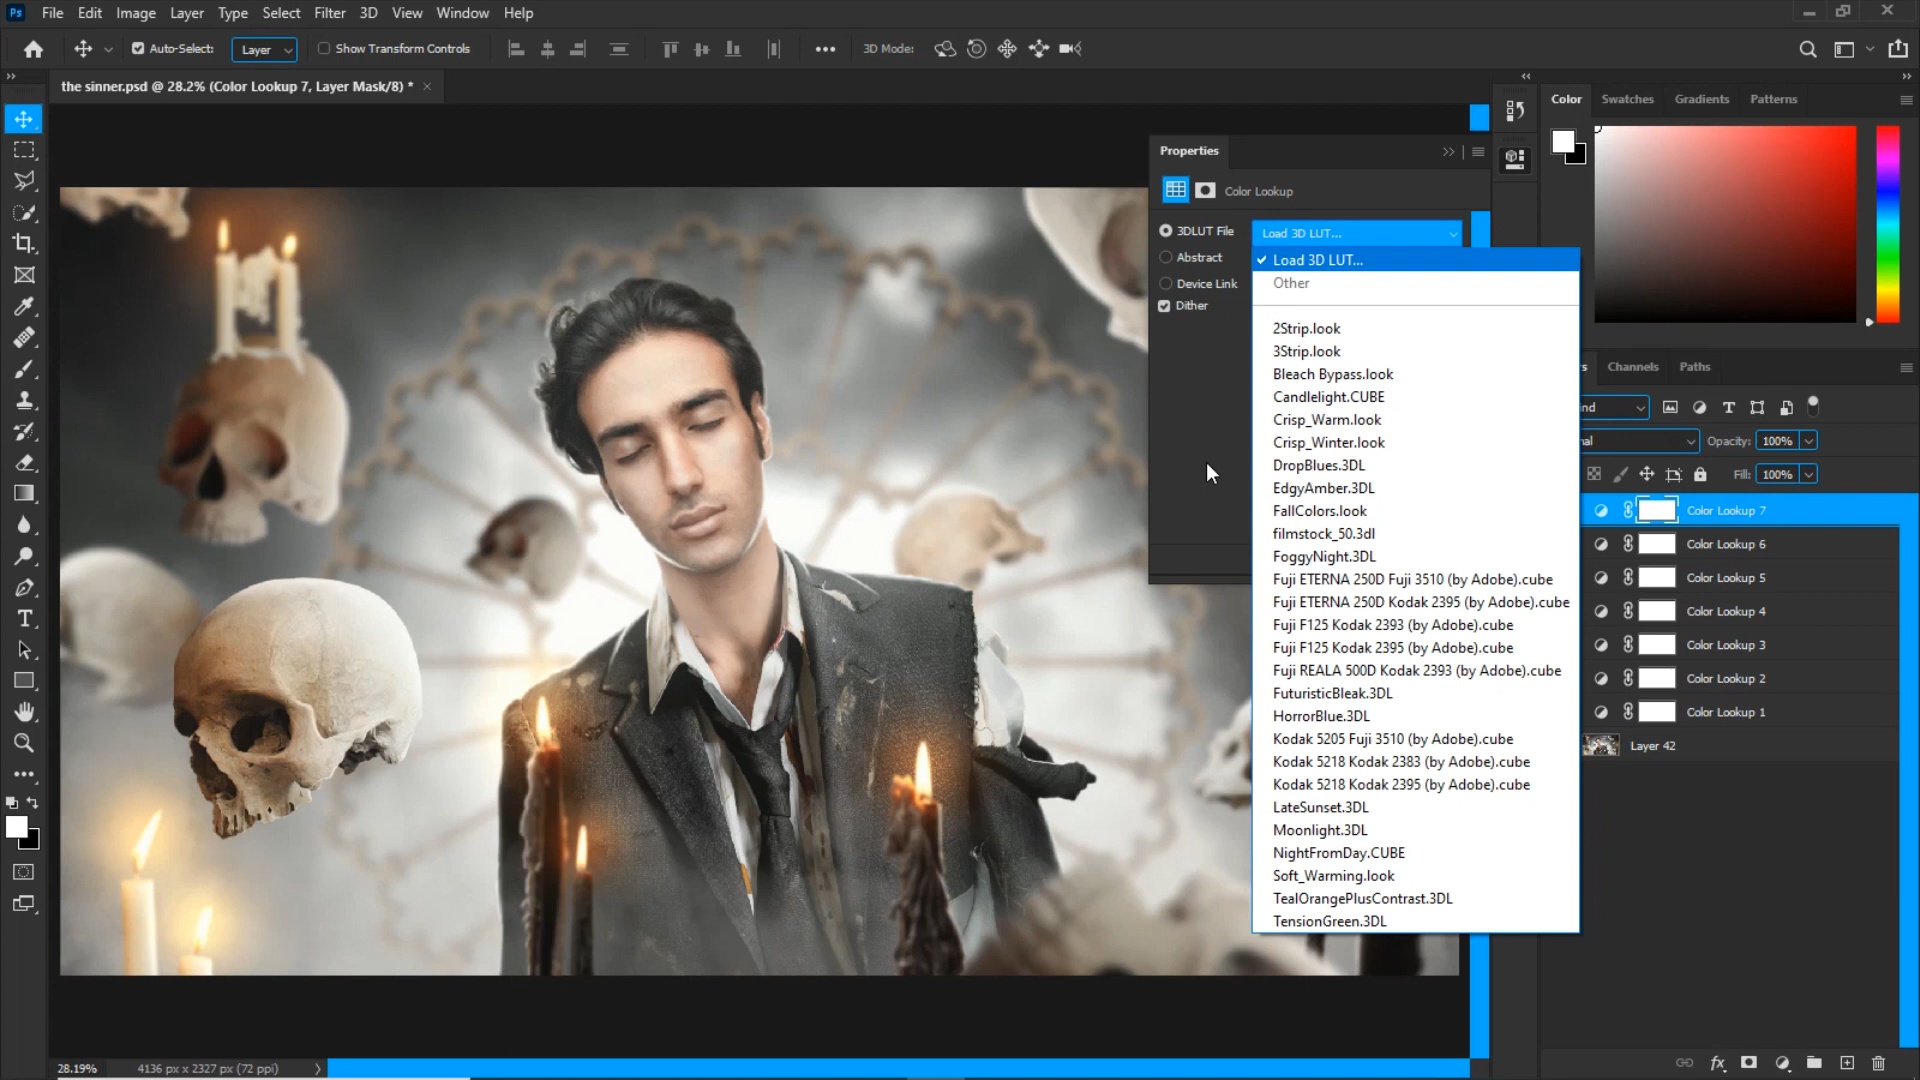 Ps File Edit Image Layer Type Select Filter 3D View Window Help
Auto-Select: Layer Show Transform Controls 3D Mode:
the sinner.psd @ 28.2% (Color Lookup 7, Layer Mask/8) *
Color Swatches Gradients Patterns
Properties
Color Lookup
3DLUT File Load 3D LUT...
Abstract
Device Link
Dither
Load 3D LUT...
Other
2Strip.look
3Strip.look
Bleach Bypass.look
Candlelight.CUBE
Crisp_Warm.look
Crisp_Winter.look
DropBlues.3DL
EdgyAmber.3DL
FallColors.look
filmstock_50.3dl
FoggyNight.3DL
Fuji ETERNA 250D Fuji 3510 (by Adobe).cube
Fuji ETERNA 250D Kodak 2395 (by Adobe).cube
Fuji F125 Kodak 2393 (by Adobe).cube
Fuji F125 Kodak 2395 (by Adobe).cube
Fuji REALA 500D Kodak 2393 (by Adobe).cube
FuturisticBleak.3DL
HorrorBlue.3DL
Kodak 5205 Fuji 3510 (by Adobe).cube
Kodak 5218 Kodak 2383 (by Adobe).cube
Kodak 5218 Kodak 2395 (by Adobe).cube
LateSunset.3DL
Moonlight.3DL
NightFromDay.CUBE
Soft_Warming.look
TealOrangePlusContrast.3DL
TensionGreen.3DL
rs Channels Paths
ind
al Opacity: 100%
Fill: 100%
Color Lookup 7
Color Lookup 6
Color Lookup 5
Color Lookup 4
Color Lookup 3
Color Lookup 2
Color Lookup 1
Layer 42
28.19% 4136 px x 2327 px (72 ppi)
fx